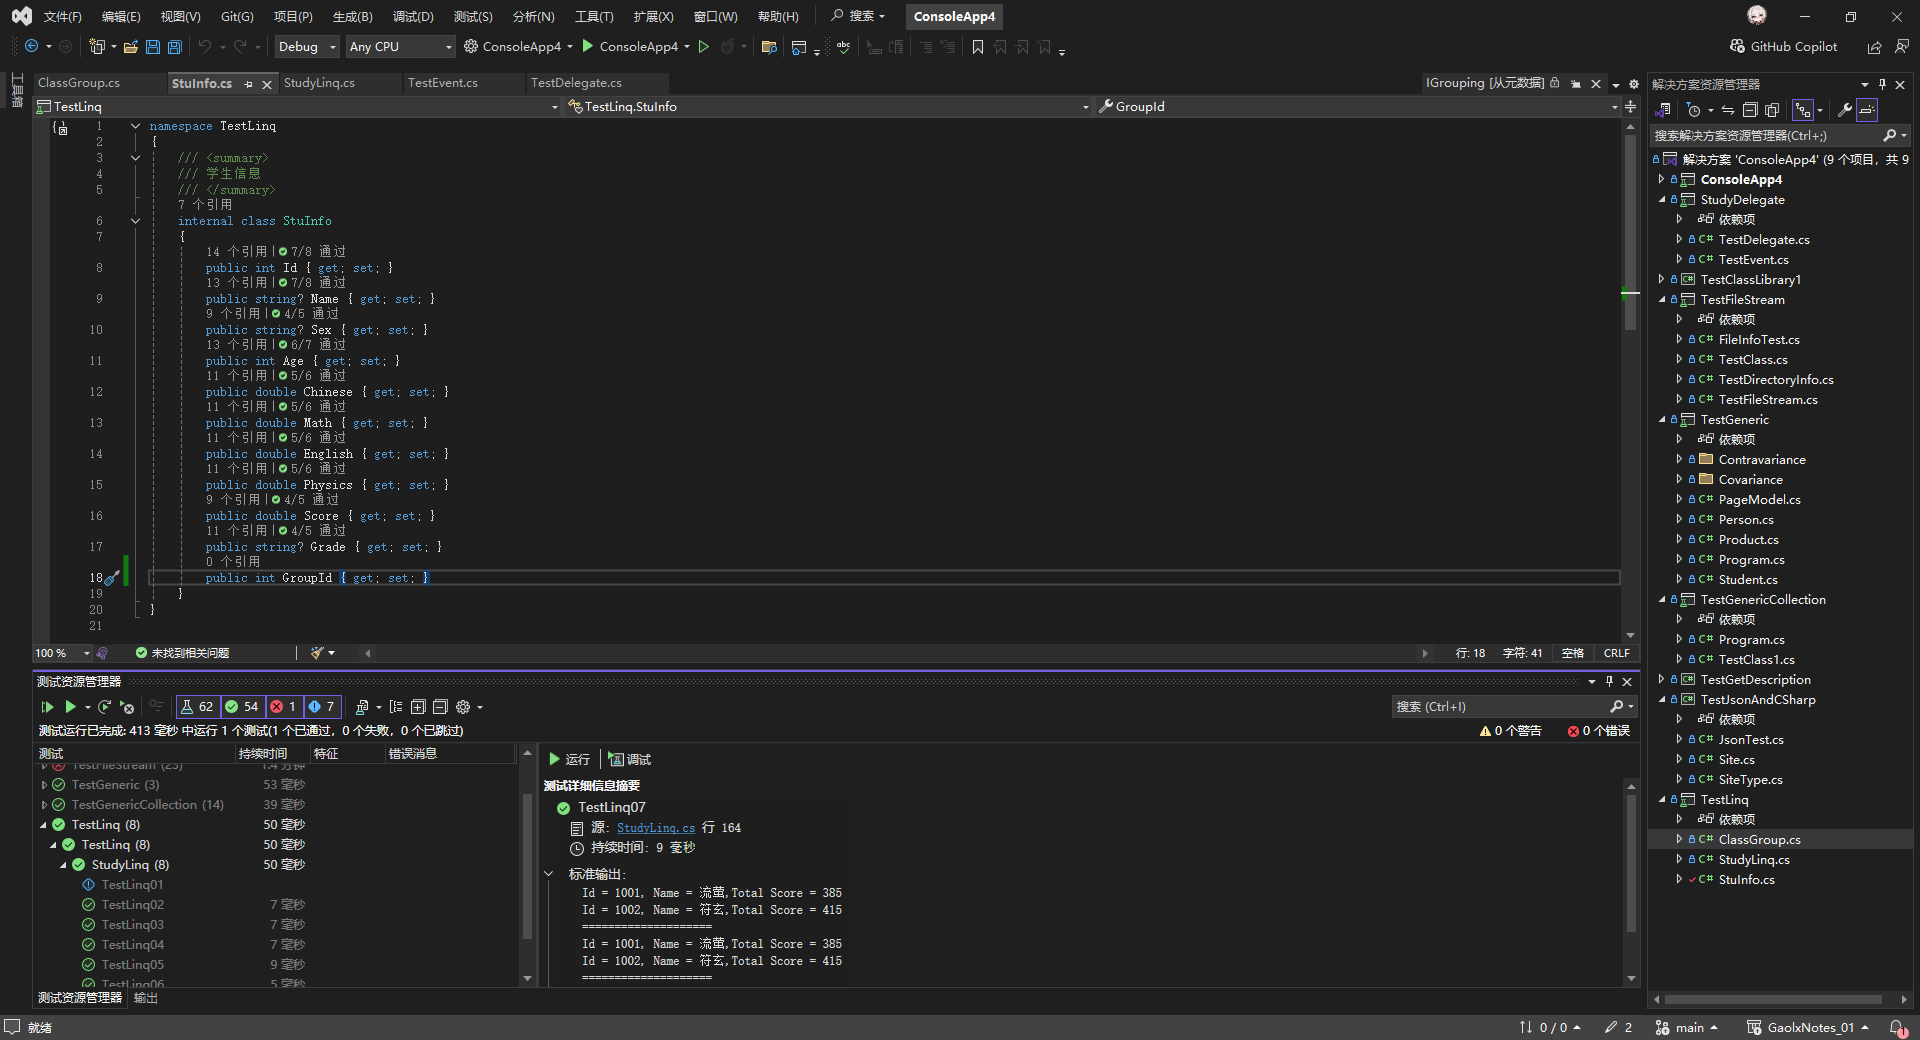 文件(F) 编辑(E) 视图(V) Git(G) 项目(P) 生成(B) 调试(D) 测试(S) 分析(N) 工具(T) 扩展(X) 窗口(W) 帮助(H) 搜索 ConsoleApp4
Debug Any CPU ConsoleApp4 ConsoleApp4 GitHub Copilot
工具箱
ClassGroup.cs StuInfo.cs StudyLinq.cs TestEvent.cs TestDelegate.cs IGrouping [从元数据]
TestLinq TestLinq.StuInfo GroupId
1 namespace TestLinq
2 {
3 /// <summary>
4 /// 学生信息
5 /// </summary>
7 个引用
6 internal class StuInfo
7 {
14 个引用 | 7/8 通过
8 public int Id { get; set; }
13 个引用 | 7/8 通过
9 public string? Name { get; set; }
9 个引用 | 4/5 通过
10 public string? Sex { get; set; }
13 个引用 | 6/7 通过
11 public int Age { get; set; }
11 个引用 | 5/6 通过
12 public double Chinese { get; set; }
11 个引用 | 5/6 通过
13 public double Math { get; set; }
11 个引用 | 5/6 通过
14 public double English { get; set; }
11 个引用 | 5/6 通过
15 public double Physics { get; set; }
9 个引用 | 4/5 通过
16 public double Score { get; set; }
11 个引用 | 4/5 通过
17 public string? Grade { get; set; }
0 个引用
18 public int GroupId { get; set; }
19 }
20 }
21
100 % 未找到相关问题 行: 18 字符: 41 空格 CRLF
测试资源管理器
62 54 1 7 搜索 (Ctrl+I)
测试运行已完成: 413 毫秒 中运行 1 个测试(1 个已通过, 0 个失败, 0 个已跳过) 0 个警告 0 个错误
测试 持续时间 特征 错误消息
TestFileStream (23) 1.4 分钟
TestGeneric (3) 53 毫秒
TestGenericCollection (14) 39 毫秒
TestLinq (8) 50 毫秒
TestLinq (8) 50 毫秒
StudyLinq (8) 50 毫秒
TestLinq01
TestLinq02 7 毫秒
TestLinq03 7 毫秒
TestLinq04 7 毫秒
TestLinq05 9 毫秒
TestLinq06 5 毫秒
运行 调试
测试详细信息摘要
TestLinq07
源: StudyLinq.cs 行 164
持续时间: 9 毫秒
标准输出:
Id = 1001, Name = 流萤,Total Score = 385
Id = 1002, Name = 符玄,Total Score = 415
====================
Id = 1001, Name = 流萤,Total Score = 385
Id = 1002, Name = 符玄,Total Score = 415
====================
测试资源管理器 输出
解决方案资源管理器
搜索解决方案资源管理器(Ctrl+;)
解决方案 'ConsoleApp4' (9 个项目, 共 9
ConsoleApp4
StudyDelegate
依赖项
C# TestDelegate.cs
C# TestEvent.cs
C# TestClassLibrary1
TestFileStream
依赖项
C# FileInfoTest.cs
C# TestClass.cs
C# TestDirectoryInfo.cs
C# TestFileStream.cs
TestGeneric
依赖项
Contravariance
Covariance
C# PageModel.cs
C# Person.cs
C# Product.cs
C# Program.cs
C# Student.cs
TestGenericCollection
依赖项
C# Program.cs
C# TestClass1.cs
C# TestGetDescription
C# TestJsonAndCSharp
依赖项
C# JsonTest.cs
C# Site.cs
C# SiteType.cs
TestLinq
依赖项
C# ClassGroup.cs
C# StudyLinq.cs
C# StuInfo.cs
就绪 0 / 0 2 main GaolxNotes_01 1